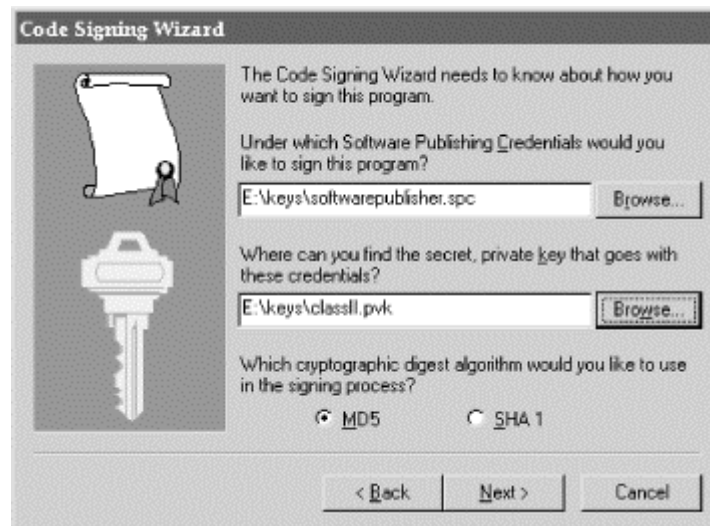 Code Signing Wizard
The Code Signing Wizard needs to know about how you
want to sign this program.
Under which Software Publishing Credentials would you
like to sign this program?
E:\keys\softwarepublisher.spc
Browse...
Where can you find the secret, private key that goes with
these credentials?
E:\keys\classII.pvk
Browse...
Which cryptographic digest algorithm would you like to use
in the signing process?
MD5 SHA 1
< Back Next > Cancel